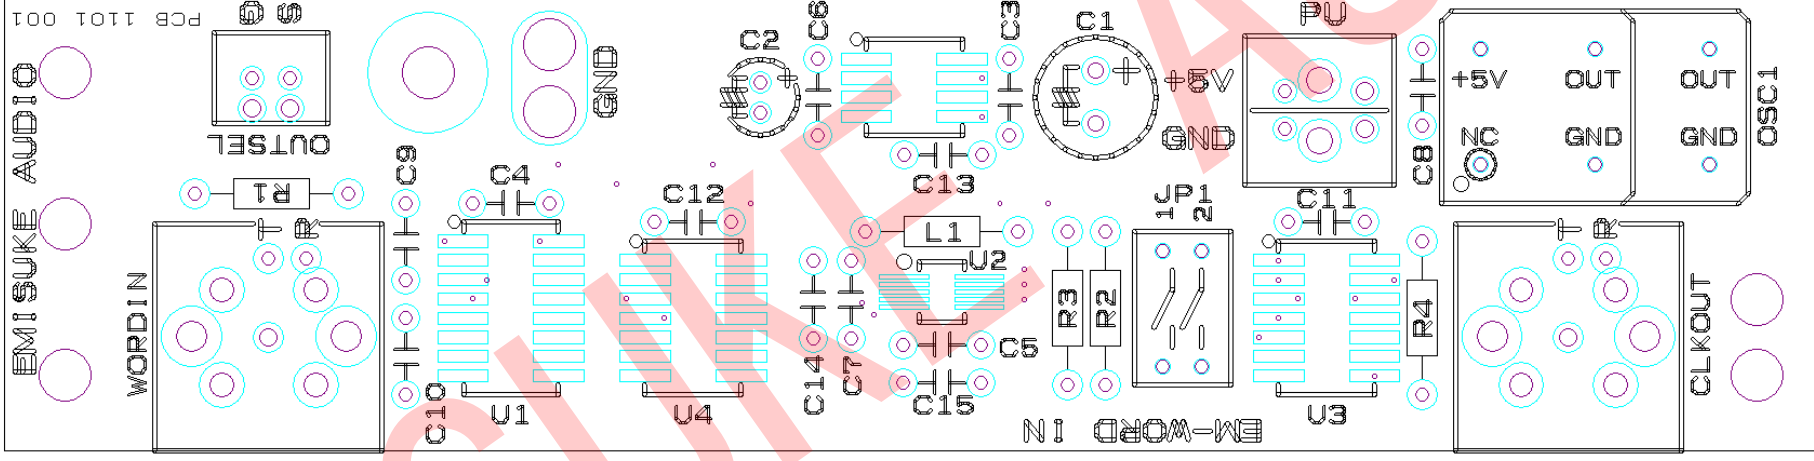 PCB 1101 001
C6
C3
C1
PU
C2
GND
+5V
GND
C8
+5V
OUT
OUT
NC
GND
GND
OSC1
OUTSEL
EMISUKE AUDIO
R1
C9
C4
C12
C13
JP1
1 2
C11
T R
L1
U2
T R
WORDIN
R3
R2
R4
CLKOUT
C14
C7
C5
C15
C10
U1
U4
U3
EM-WORD IN